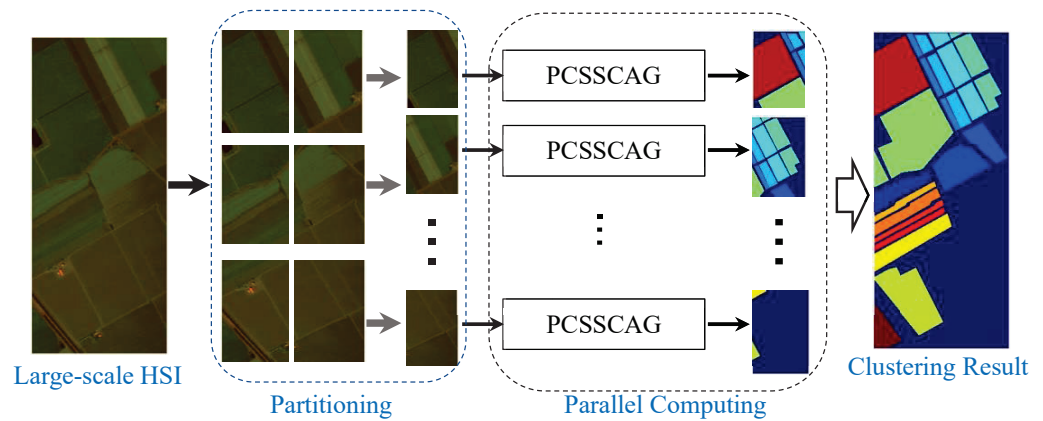 PCSSCAG
PCSSCAG
PCSSCAG
Large-scale HSI
Partitioning
Parallel Computing
Clustering Result